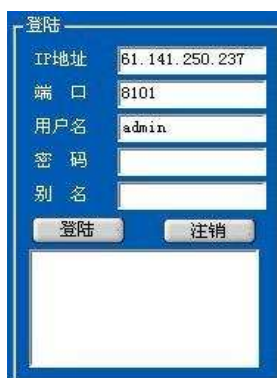 登陆
IP地址 61.141.250.237
端 口 8101
用户名 admin
密 码
别 名
登陆 注销